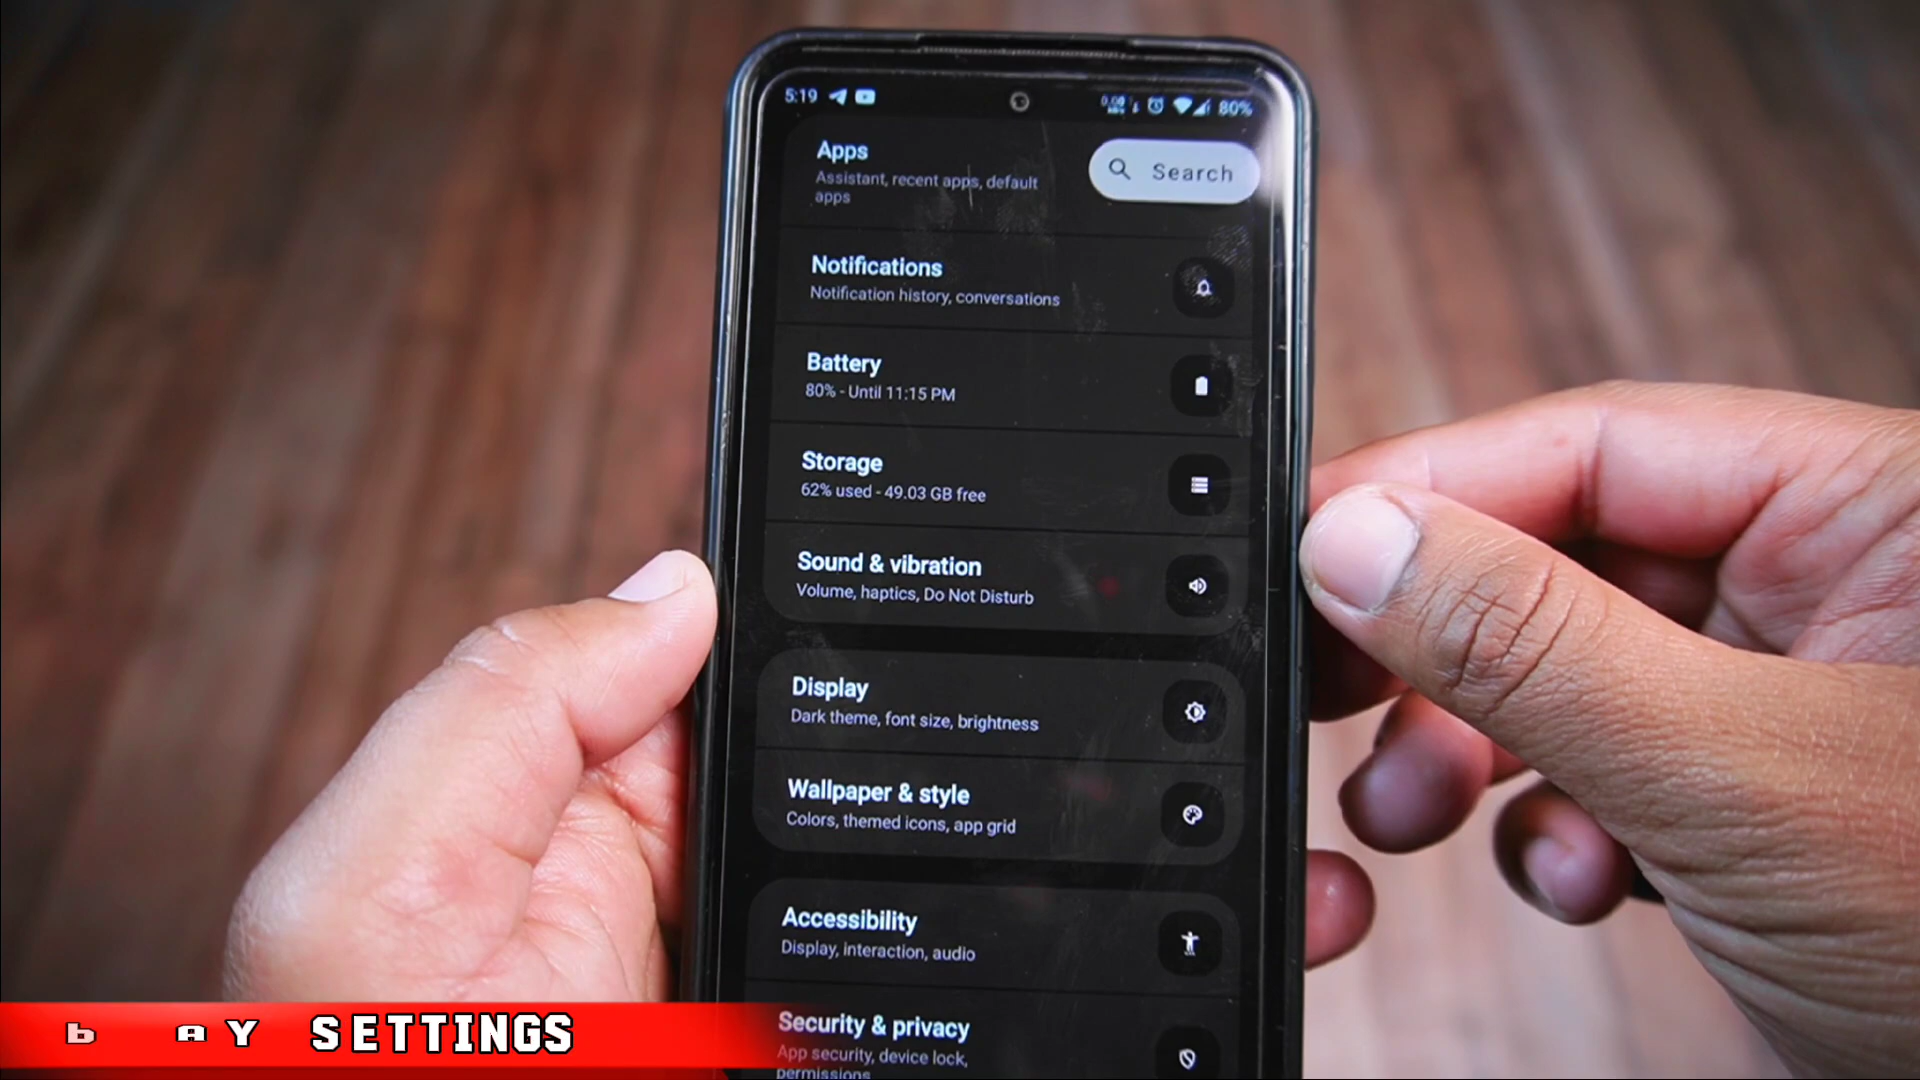 5:19
80%
Apps
Search
Assistant, recent apps, default
apps
Notifications
Notification history, conversations
Battery
80% - Until 11:15 PM
Storage
62% used - 49.03 GB free
Sound & vibration
Volume, haptics, Do Not Disturb
Display
Dark theme, font size, brightness
Wallpaper & style
Colors, themed icons, app grid
Accessibility
Display, interaction, audio
Security & privacy
App security, device lock,
permissions
SETTINGS